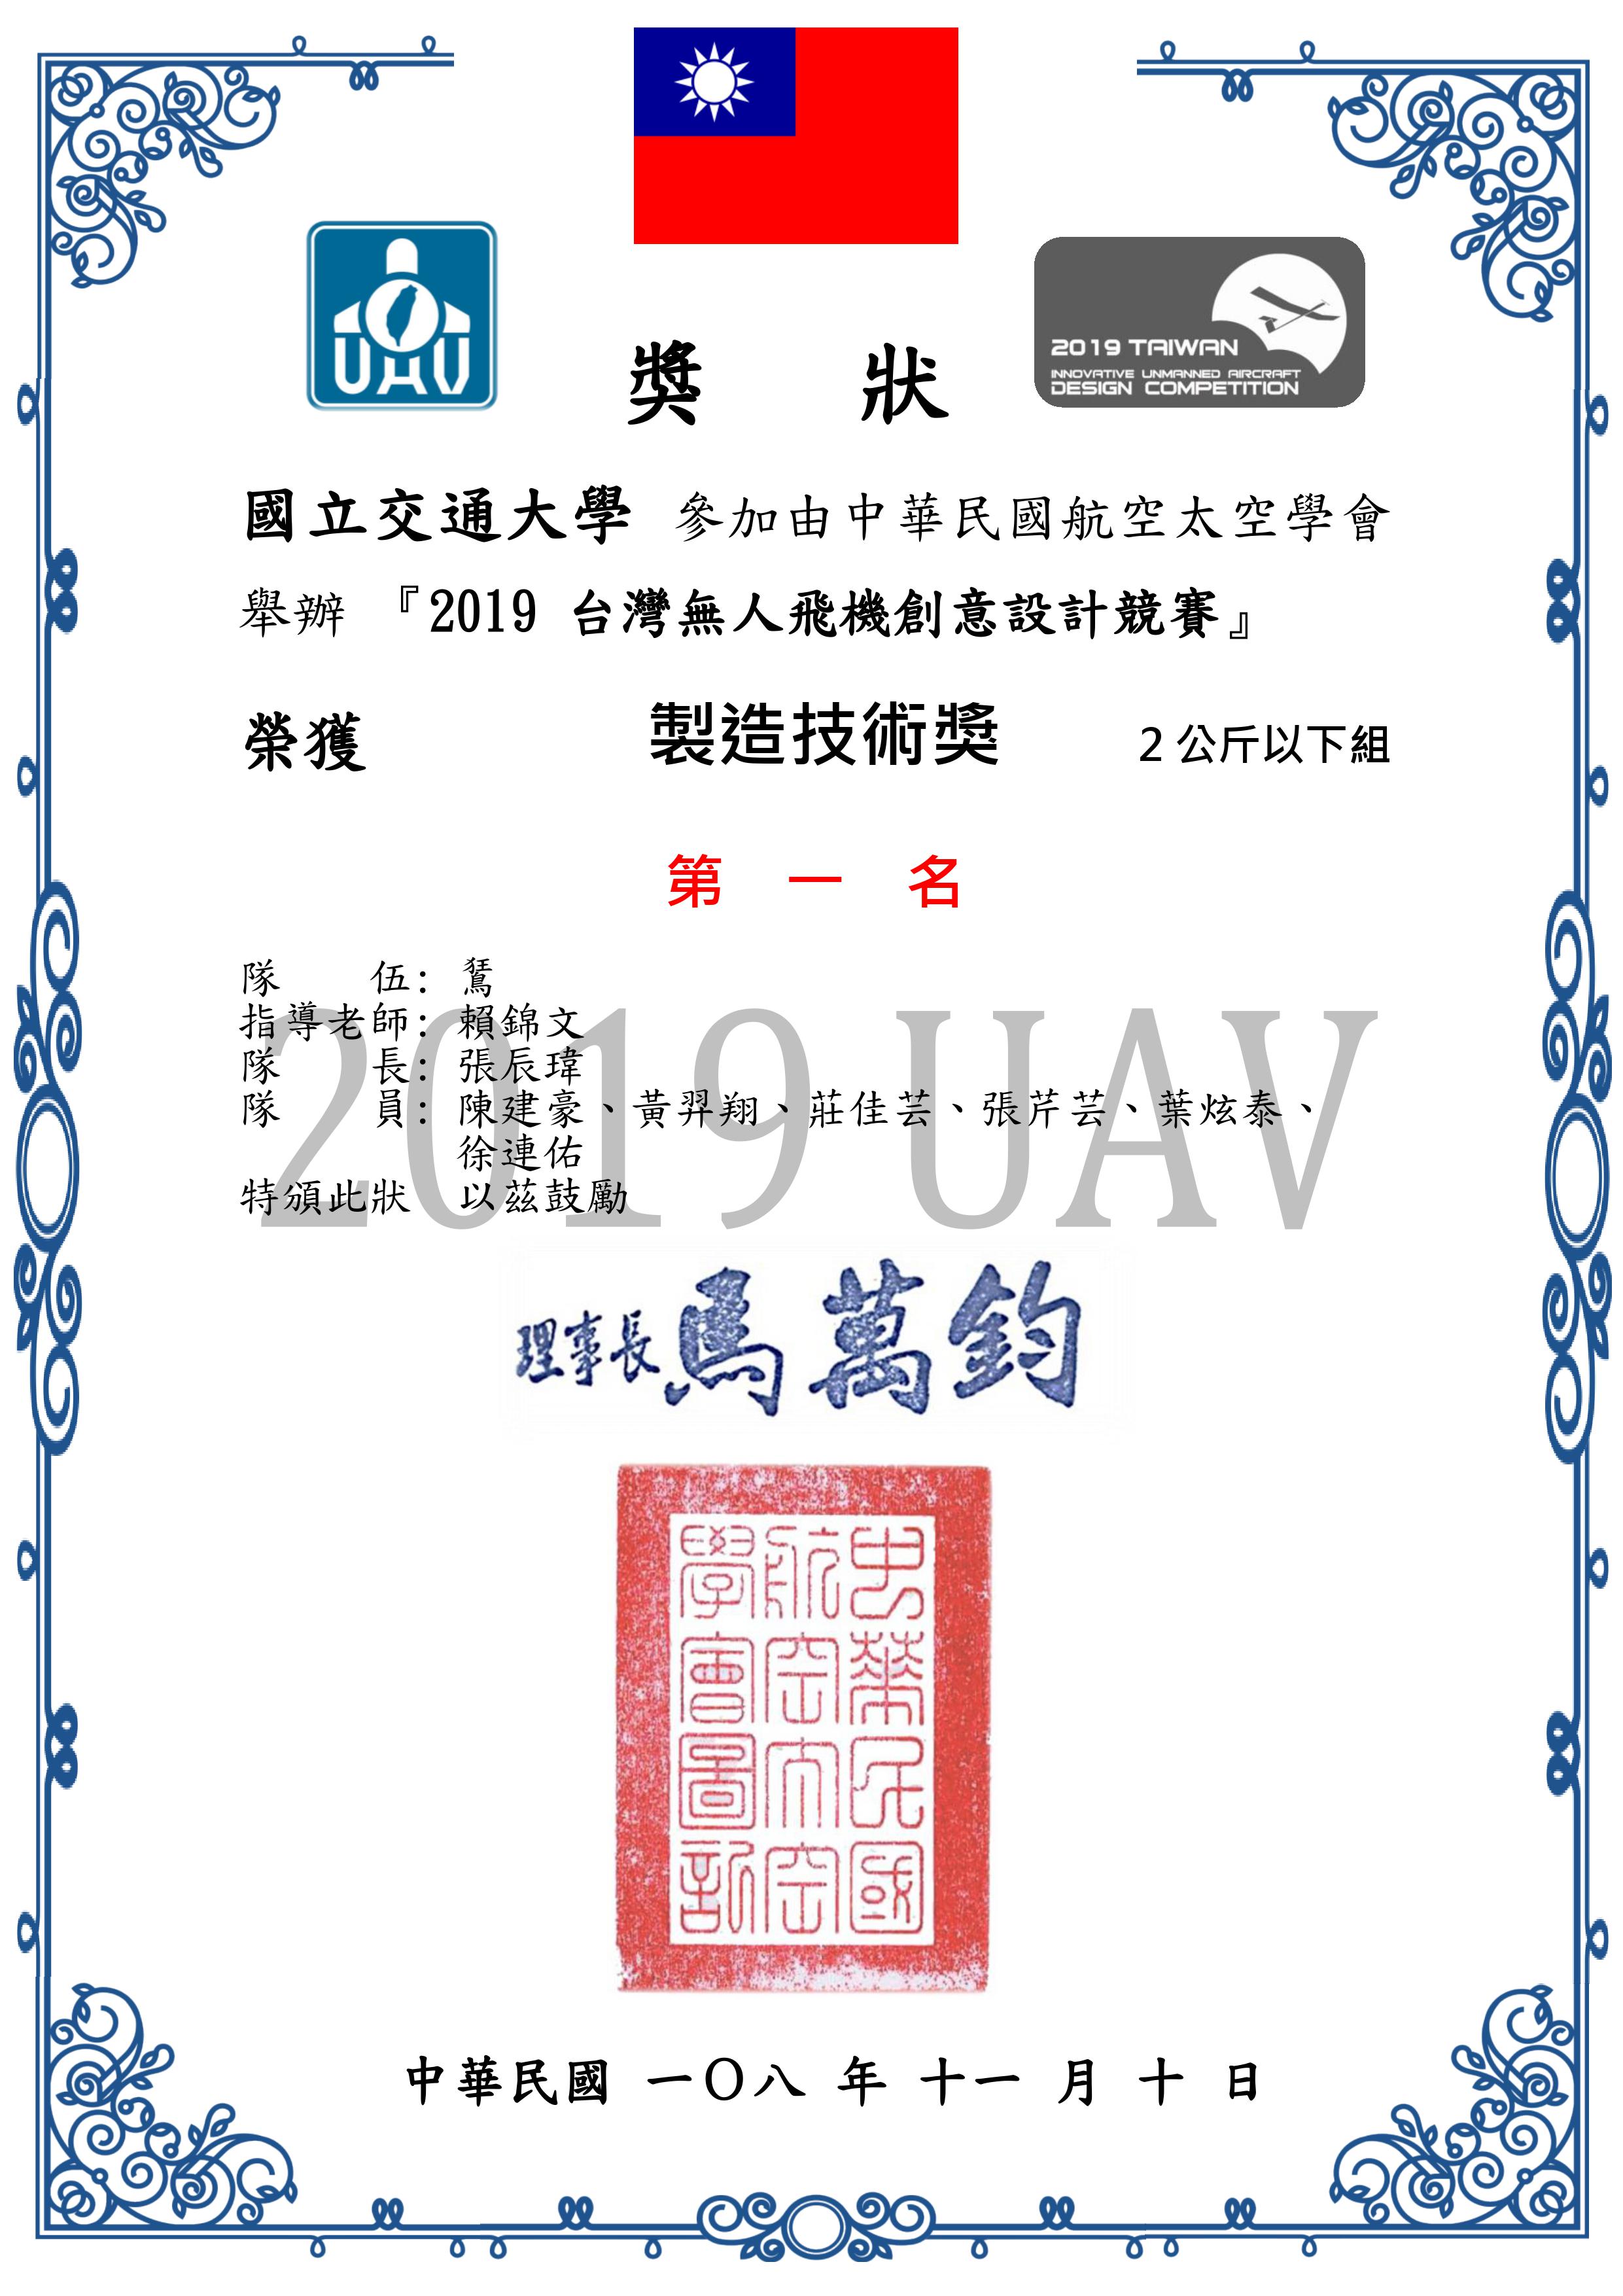 UAV
2019 TAIWAN
INNOVATIVE UNMANNED AIRCRAFT
DESIGN COMPETITION
獎 狀
國立交通大學 參加由中華民國航空太空學會
舉辦 『2019 台灣無人飛機創意設計競賽』
榮獲 製造技術獎 2 公斤以下組
第 一 名
隊 伍:
指導老師: 賴錦文
隊 長: 張辰瑋
隊 員: 陳建豪、黃羿翔、莊佳芸、張芹芸、葉炫泰、
徐連佑
特頒此狀 以茲鼓勵
2019 UAV
理事長 馬萬鈞
中華民國
航空太空
學會圖記
中華民國 一〇八 年 十一 月 十 日